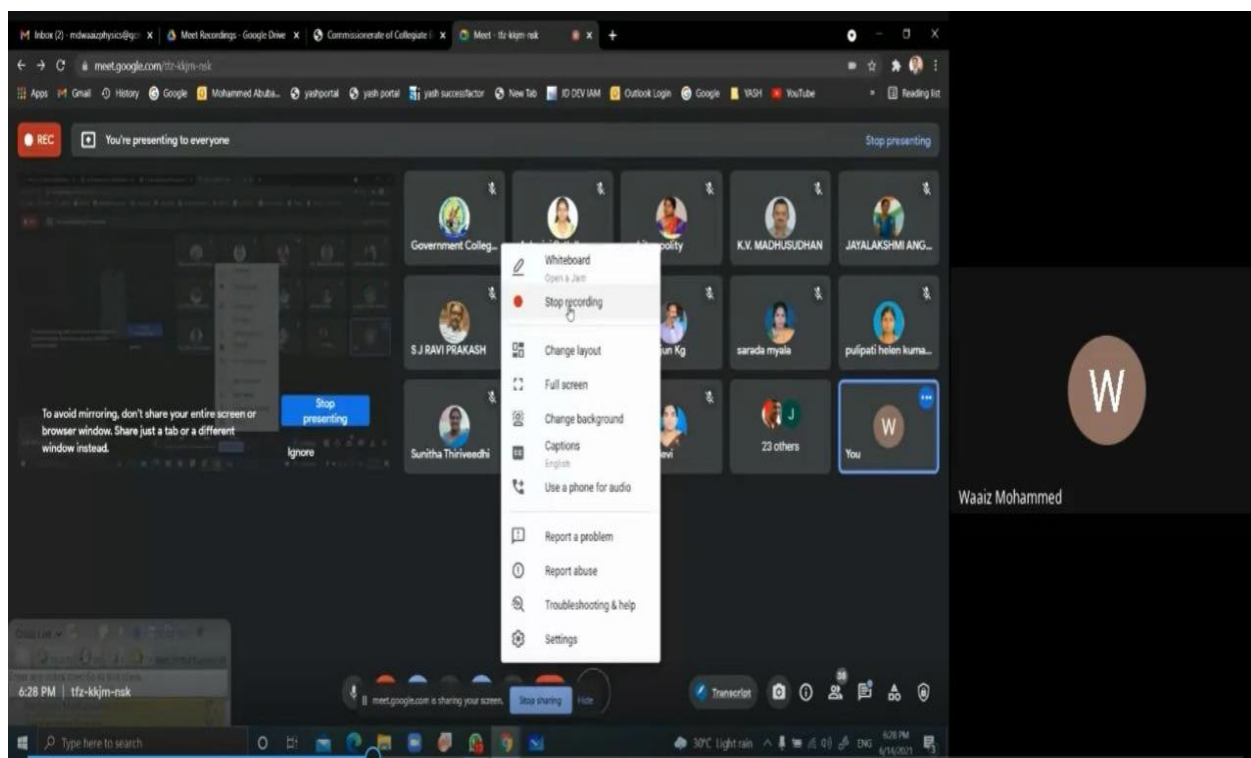 Inbox (2) - mdwaaizphysics@g
Meet Recordings - Google Drive
Commissionerate of Collegiate
Meet - tfz-kkjm-nsk
meet.google.com/tfz-kkjm-nsk
Apps Gmail History Google Mohammed Abuba... yashportal yash portal yash successfactor New Tab JD DEV IAM Outlook Login Google YASH YouTube » Reading list
REC You're presenting to everyone Stop presenting
Government Colleg...
polity
K.V. MADHUSUDHAN
JAYALAKSHMI ANG...
Whiteboard
Open a Jam
Stop recording
S J RAVI PRAKASH
un Kg
sarada myala
pulipati helen kuma...
Change layout
Full screen
Change background
Captions
English
Use a phone for audio
Report a problem
Report abuse
Troubleshooting & help
Settings
To avoid mirroring, don't share your entire screen or
browser window. Share just a tab or a different
window instead.
Stop
presenting
Ignore
Sunitha Thiriveedhi
evi
J
23 others
W
You
W
Waaiz Mohammed
6:28 PM | tfz-kkjm-nsk
meet.google.com is sharing your screen.
Stop sharing
Hide
Transcript
38
Type here to search
30°C Light rain
ENG
6:28 PM
6/14/2021